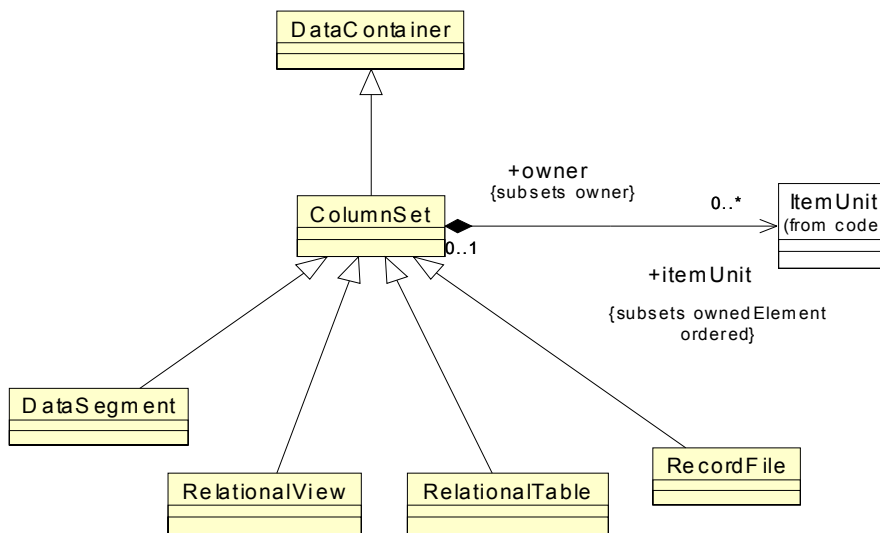 DataContainer
+owner
{subsets owner}
0..*
ItemUnit
(from code
ColumnSet
0..1
+itemUnit
{subsets ownedElement
ordered}
DataSegment
RelationalView
RelationalTable
RecordFile